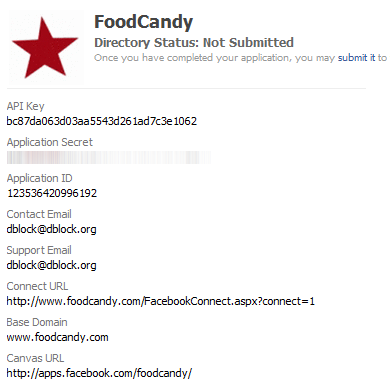 FoodCandy
Directory Status: Not Submitted
Once you have completed your application, you may submit it to
API Key
bc87da063d03aa5543d261ad7c3e1062
Application Secret
Application ID
123536420996192
Contact Email
dblock@dblock.org
Support Email
dblock@dblock.org
Connect URL
http://www.foodcandy.com/FacebookConnect.aspx?connect=1
Base Domain
www.foodcandy.com
Canvas URL
http://apps.facebook.com/foodcandy/